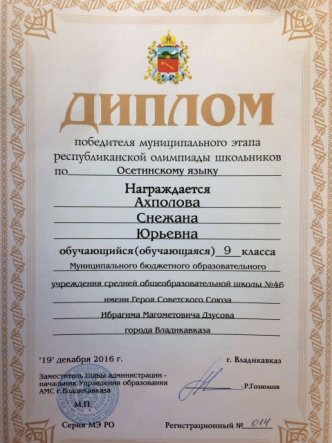 ДИПЛОМ
победителя муниципального этапа
республиканской олимпиады школьников
по Осетинскому языку
Награждается
Ахполова
Снежана
Юрьевна
обучающийся(обучающаяся) 9 класса
Муниципального бюджетного образовательного
учреждения средней общеобразовательной школы №46
имени Героя Советского Союза
Ибрагима Магометовича Дзусова
города Владикавказа
'19' декабря 2016 г. г. Владикавказ
Заместитель главы администрации -
начальник Управления образования
АМС г.Владикавказа Р.Гозюмов
М.П.
Серия МЭ РО Регистрационный № 014